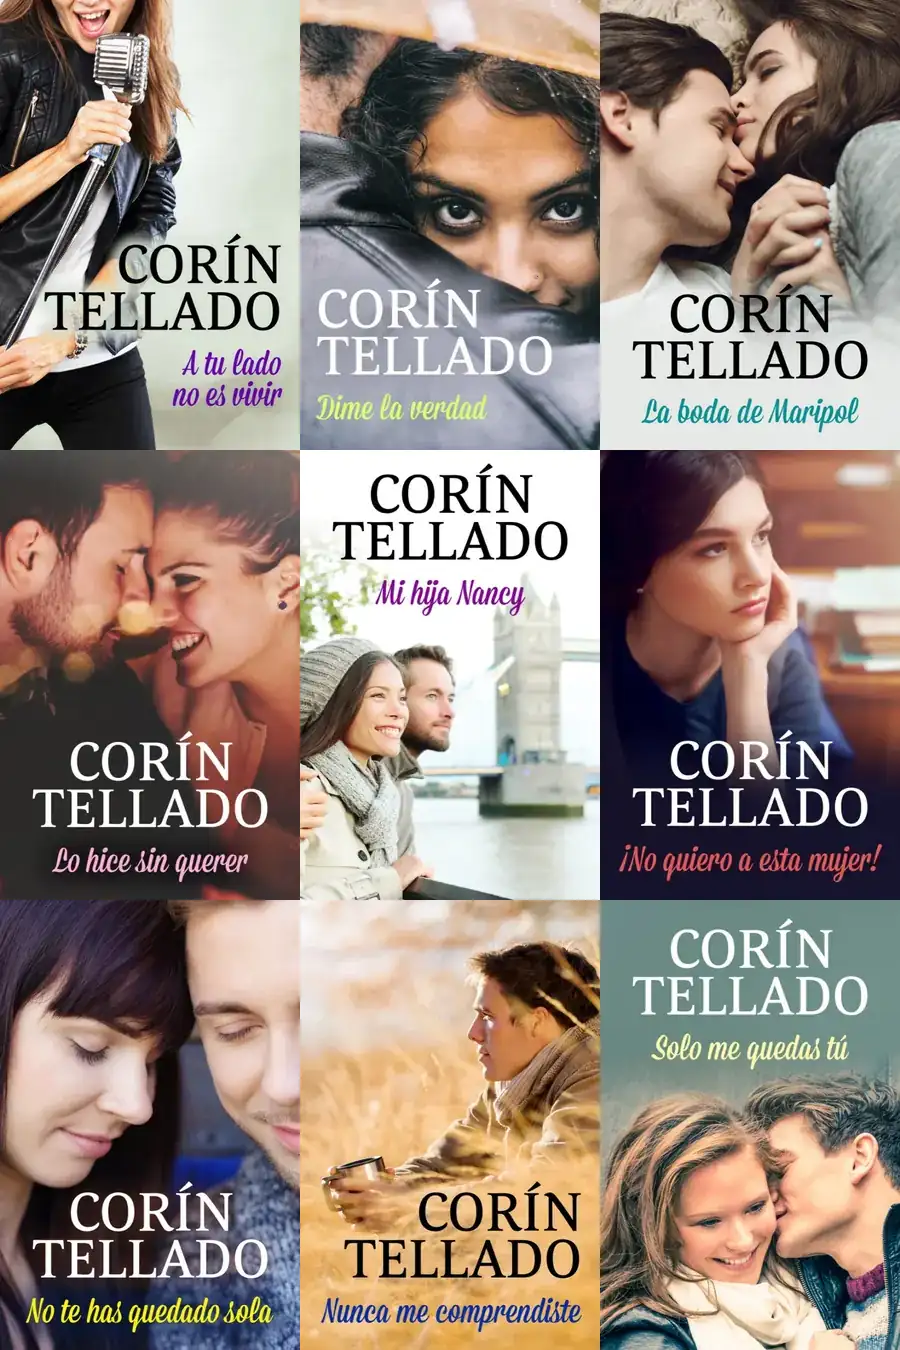 CORÍN
TELLADO
A tu lado
no es vivir
CORÍN
TELLADO
Dime la verdad
CORÍN
TELLADO
La boda de Maripol
CORÍN
TELLADO
Lo hice sin querer
CORÍN
TELLADO
Mi hija Nancy
CORÍN
TELLADO
¡No quiero a esta mujer!
CORÍN
TELLADO
No te has quedado sola
CORÍN
TELLADO
Nunca me comprendiste
CORÍN
TELLADO
Solo me quedas tú